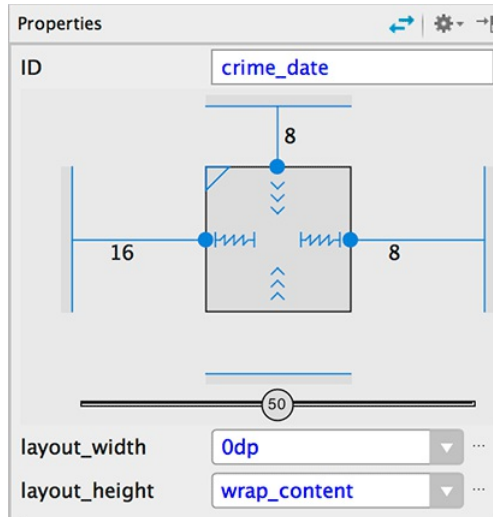 Properties
ID crime_date
8
16 8
50
layout_width 0dp
layout_height wrap_content